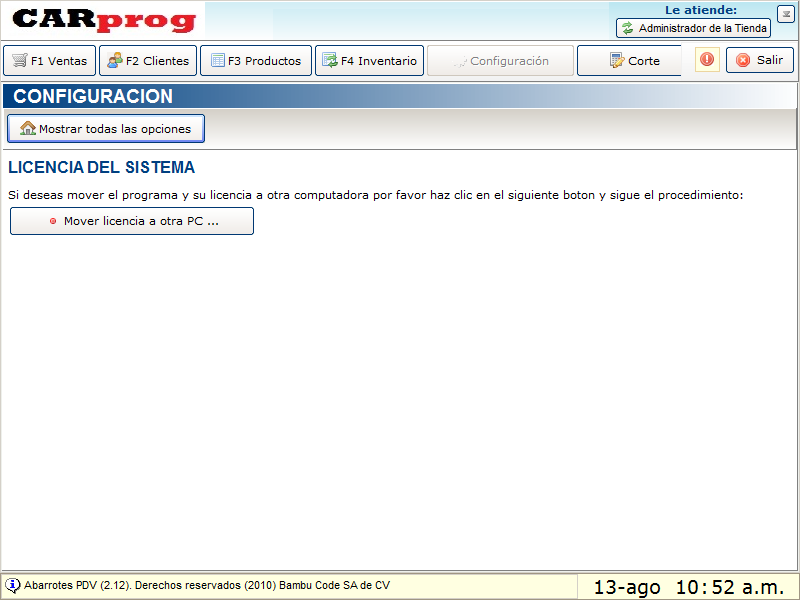 CARprog
Le atiende:
Administrador de la Tienda
F1 Ventas
F2 Clientes
F3 Productos
F4 Inventario
Configuración
Corte
Salir
CONFIGURACION
Mostrar todas las opciones
LICENCIA DEL SISTEMA
Si deseas mover el programa y su licencia a otra computadora por favor haz clic en el siguiente boton y sigue el procedimiento:
Mover licencia a otra PC ...
Abarrotes PDV (2.12). Derechos reservados (2010) Bambu Code SA de CV
13-ago 10:52 a.m.